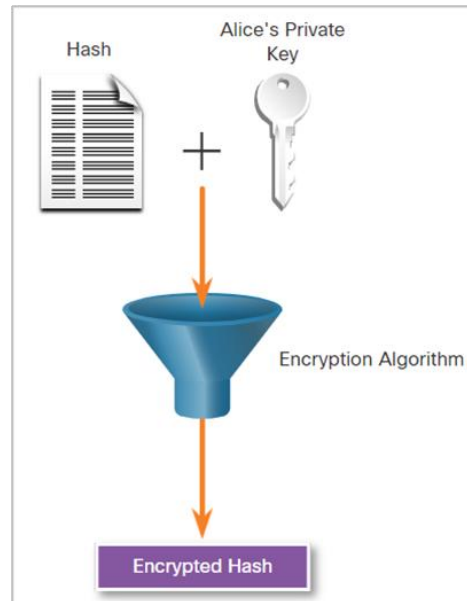 Hash
Alice's Private
Key
Encryption Algorithm
Encrypted Hash